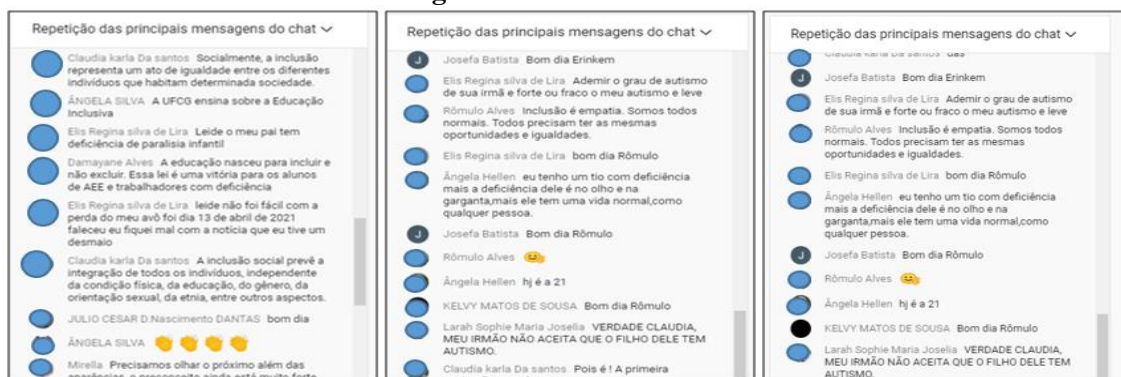 Repetição das principais mensagens do chat
Claudia karla Da santos Socialmente, a inclusão
representa um ato de igualdade entre os diferentes
indivíduos que habitam determinada sociedade.
ÂNGELA SILVA A UFCG ensina sobre a Educação
Inclusiva
Elis Regina silva de Lira Leide o meu pai tem
deficiência de paralisia infantil
Damayane Alves A educação nasceu para incluir e
não excluir. Essa lei é uma vitória para os alunos
de AEE e trabalhadores com deficiência
Elis Regina silva de Lira leide não foi fácil com a
perda do meu avô foi dia 13 de abril de 2021
faleceu eu fiquei mal com a notícia que eu tive um
desmaio
Claudia karla Da santos A inclusão social prevê a
integração de todos os indivíduos, independente
da condição física, da educação, do gênero, da
orientação sexual, da etnia, entre outros aspectos.
JULIO CESAR D.Nascimento DANTAS bom dia
ÂNGELA SILVA 👏 👏 👏 👏
Mirella Precisamos olhar o próximo além das
aparências, o preconceito ainda está muito forte
Repetição das principais mensagens do chat
J Josefa Batista Bom dia Erinkem
Elis Regina silva de Lira Ademir o grau de autismo
de sua irmã e forte ou fraco o meu autismo e leve
Rômulo Alves Inclusão é empatia. Somos todos
normais. Todos precisam ter as mesmas
oportunidades e igualdades.
Elis Regina silva de Lira bom dia Rômulo
Ângela Hellen eu tenho um tio com deficiência
mais a deficiência dele é no olho e na
garganta,mais ele tem uma vida normal,como
qualquer pessoa.
J Josefa Batista Bom dia Rômulo
Rômulo Alves
Ângela Hellen hj é a 21
KELVY MATOS DE SOUSA Bom dia Rômulo
Larah Sophie Maria Joselia VERDADE CLAUDIA,
MEU IRMÃO NÃO ACEITA QUE O FILHO DELE TEM
AUTISMO.
Claudia karla Da santos Pois é ! A primeira
Repetição das principais mensagens do chat
Claudia karla Da santos das
J Josefa Batista Bom dia Erinkem
Elis Regina silva de Lira Ademir o grau de autismo
de sua irmã e forte ou fraco o meu autismo e leve
Rômulo Alves Inclusão é empatia. Somos todos
normais. Todos precisam ter as mesmas
oportunidades e igualdades.
Elis Regina silva de Lira bom dia Rômulo
Ângela Hellen eu tenho um tio com deficiência
mais a deficiência dele é no olho e na
garganta,mais ele tem uma vida normal,como
qualquer pessoa.
J Josefa Batista Bom dia Rômulo
Rômulo Alves
Ângela Hellen hj é a 21
KELVY MATOS DE SOUSA Bom dia Rômulo
Larah Sophie Maria Joselia VERDADE CLAUDIA,
MEU IRMÃO NÃO ACEITA QUE O FILHO DELE TEM
AUTISMO.